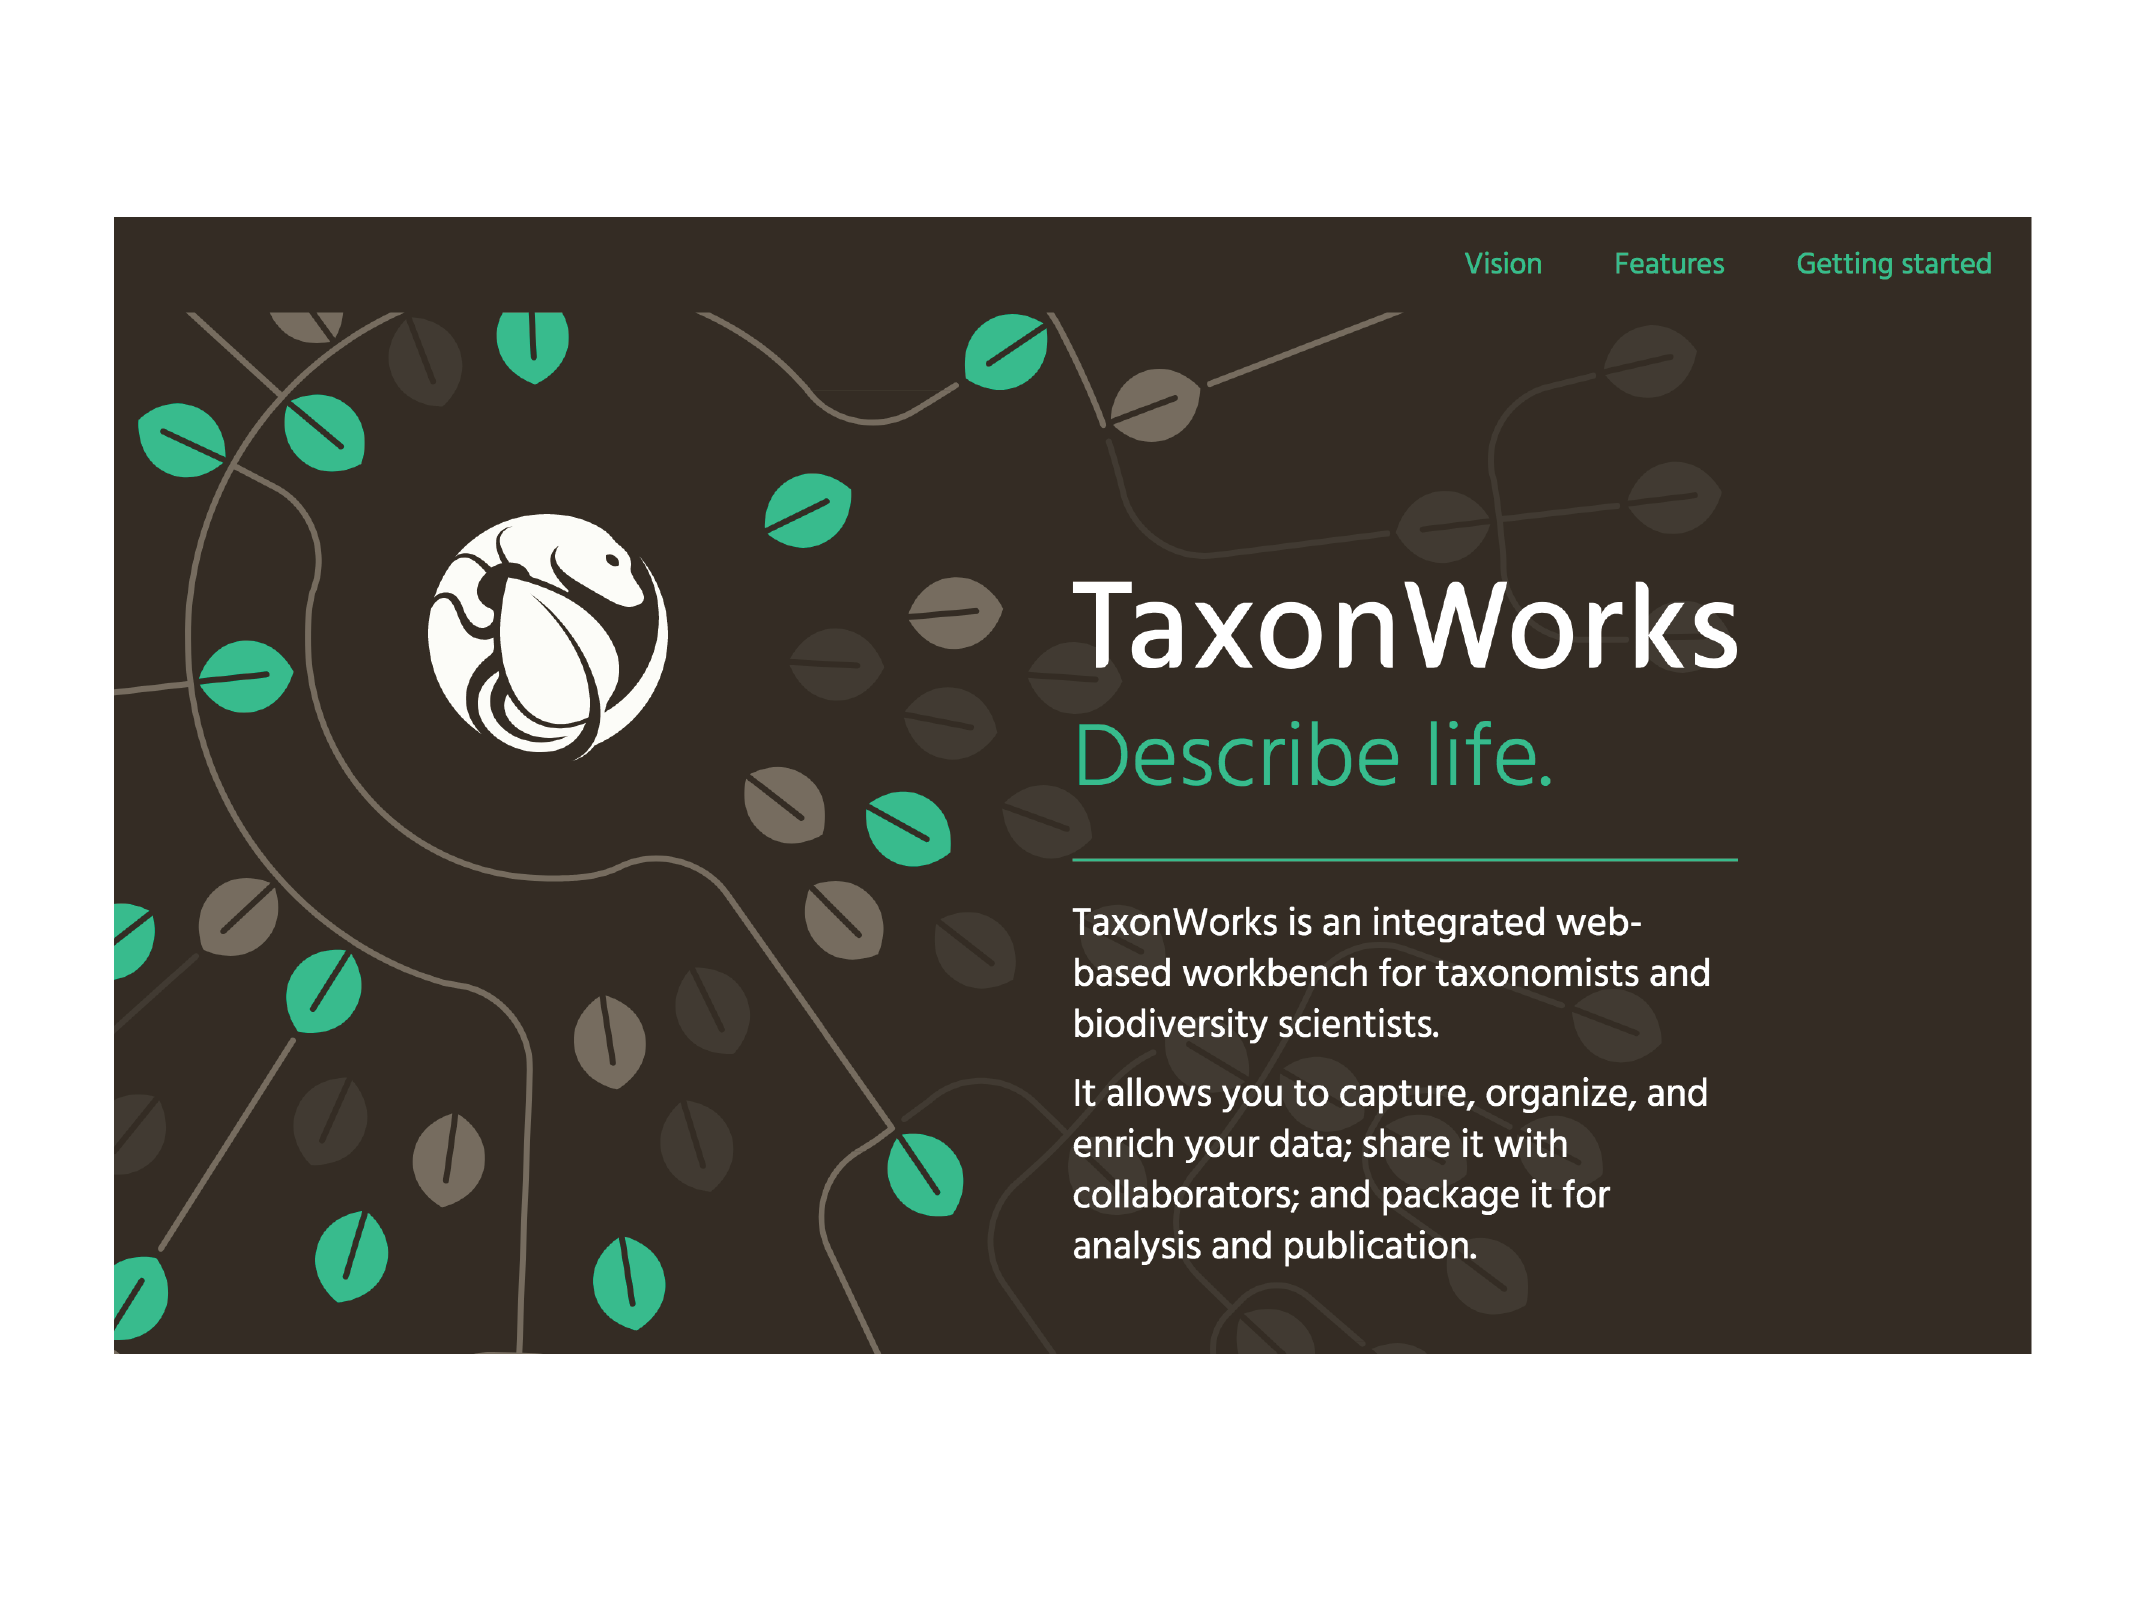 Vision Features Getting started
TaxonWorks
Describe life.
TaxonWorks is an integrated web-
based workbench for taxonomists and
biodiversity scientists.
It allows you to capture, organize, and
enrich your data; share it with
collaborators; and package it for
analysis and publication.